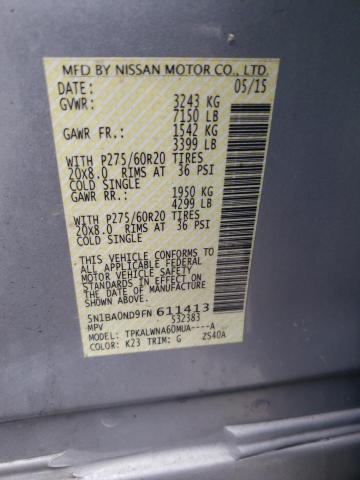 MFD BY NISSAN MOTOR CO., LTD.
DATE: 05/15
GVWR: 3243 KG
7150 LB
GAWR FR.: 1542 KG
3399 LB
WITH P275/60R20 TIRES
20X8.0 RIMS AT 36 PSI
COLD SINGLE
GAWR RR.: 1950 KG
4299 LB
WITH P275/60R20 TIRES
20X8.0 RIMS AT 36 PSI
COLD SINGLE
THIS VEHICLE CONFORMS TO ALL
APPLICABLE FEDERAL
MOTOR VEHICLE SAFETY
STANDARDS IN EFFECT ON THE
DATE OF MANUFACTURE
SHOWN ABOVE.
5N1BA0ND9FN611413
MPV 532383
MODEL: TPKALWNA60MUA----A
COLOR: K23 TRIM: G ZS40A